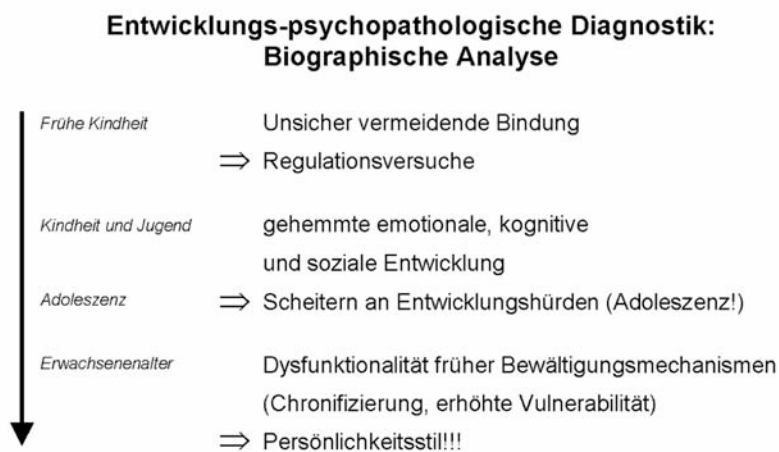 Entwicklungs-psychopathologische Diagnostik:
Biographische Analyse
Frühe Kindheit Unsicher vermeidende Bindung
⇒ Regulationsversuche
Kindheit und Jugend gehemmte emotionale, kognitive
und soziale Entwicklung
Adoleszenz ⇒ Scheitern an Entwicklungshürden (Adoleszenz!)
Erwachsenenalter Dysfunktionalität früher Bewältigungsmechanismen
(Chronifizierung, erhöhte Vulnerabilität)
⇒ Persönlichkeitsstil!!!